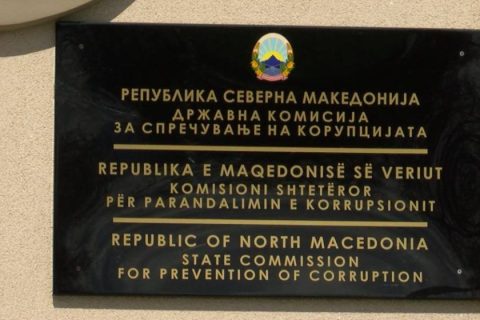 РЕПУБЛИКА СЕВЕРНА МАКЕДОНИЈА
ДРЖАВНА КОМИСИЈА
ЗА СПРЕЧУВАЊЕ НА КОРУПЦИЈАТА
REPUBLIKA E MAQEDONISË SË VERIUT
KOMISIONI SHTETËROR
PËR PARANDALIMIN E KORRUPSIONIT
REPUBLIC OF NORTH MACEDONIA
STATE COMMISSION
FOR PREVENTION OF CORRUPTION